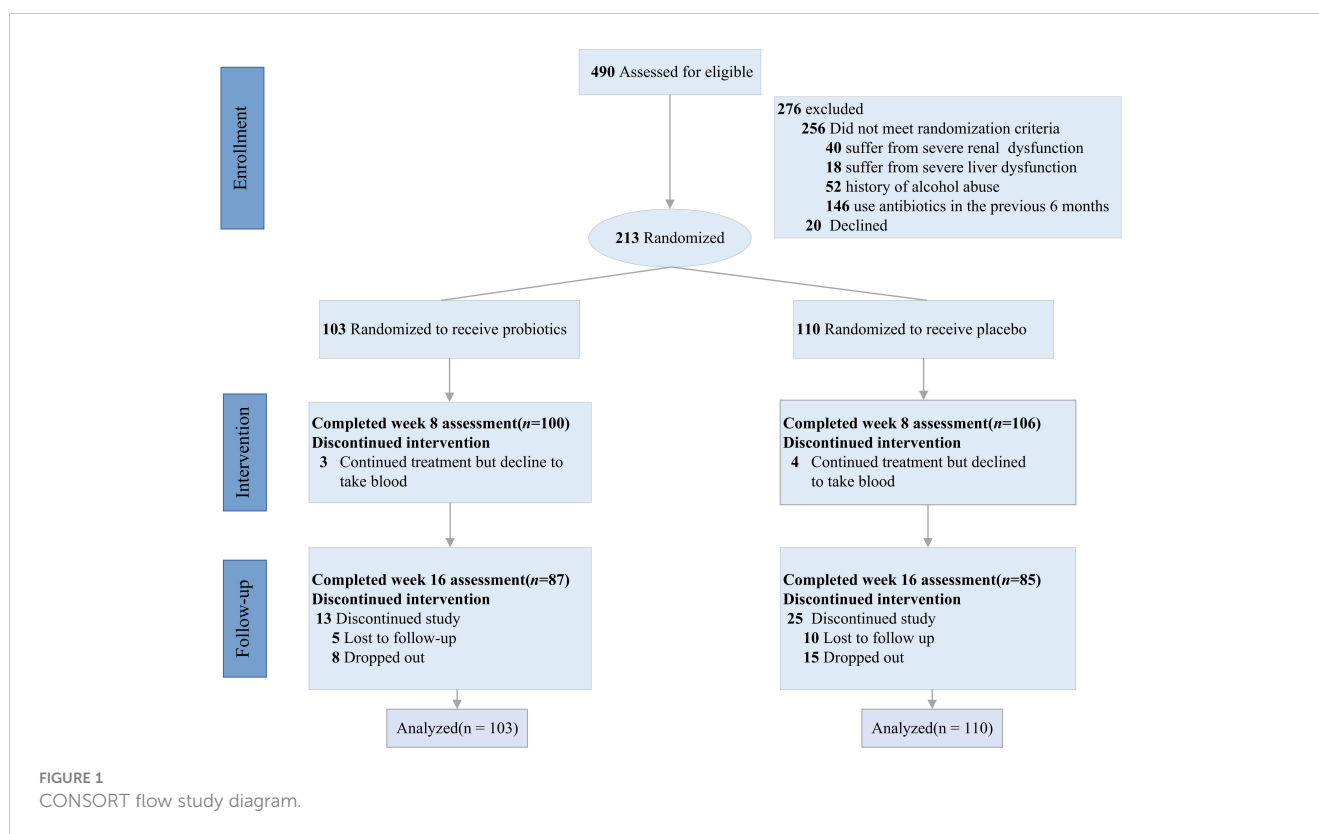 Enrollment
490 Assessed for eligible
276 excluded
256 Did not meet randomization criteria
40 suffer from severe renal dysfunction
18 suffer from severe liver dysfunction
52 history of alcohol abuse
146 use antibiotics in the previous 6 months
20 Declined
213 Randomized
103 Randomized to receive probiotics
110 Randomized to receive placebo
Intervention
Completed week 8 assessment(n=100)
Discontinued intervention
3 Continued treatment but decline to
take blood
Completed week 8 assessment(n=106)
Discontinued intervention
4 Continued treatment but declined
to take blood
Follow-up
Completed week 16 assessment(n=87)
Discontinued intervention
13 Discontinued study
5 Lost to follow-up
8 Dropped out
Completed week 16 assessment(n=85)
Discontinued intervention
25 Discontinued study
10 Lost to follow up
15 Dropped out
Analyzed(n = 103)
Analyzed(n = 110)
FIGURE 1
CONSORT flow study diagram.